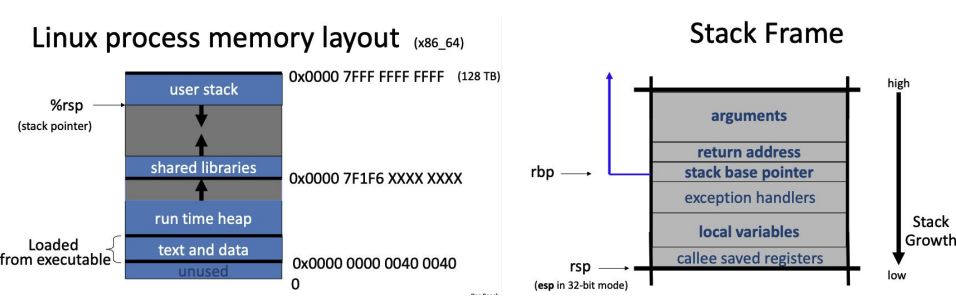 Linux process memory layout (x86_64)
0x0000 7FFF FFFF FFFF (128 TB)
user stack
%rsp
(stack pointer)
shared libraries
0x0000 7F1F6 XXXX XXXX
run time heap
Loaded
from executable
text and data
0x0000 0000 0040 0040
unused
0
Stack Frame
high
arguments
return address
rbp
stack base pointer
exception handlers
local variables
Stack
Growth
callee saved registers
rsp
(esp in 32-bit mode)
low